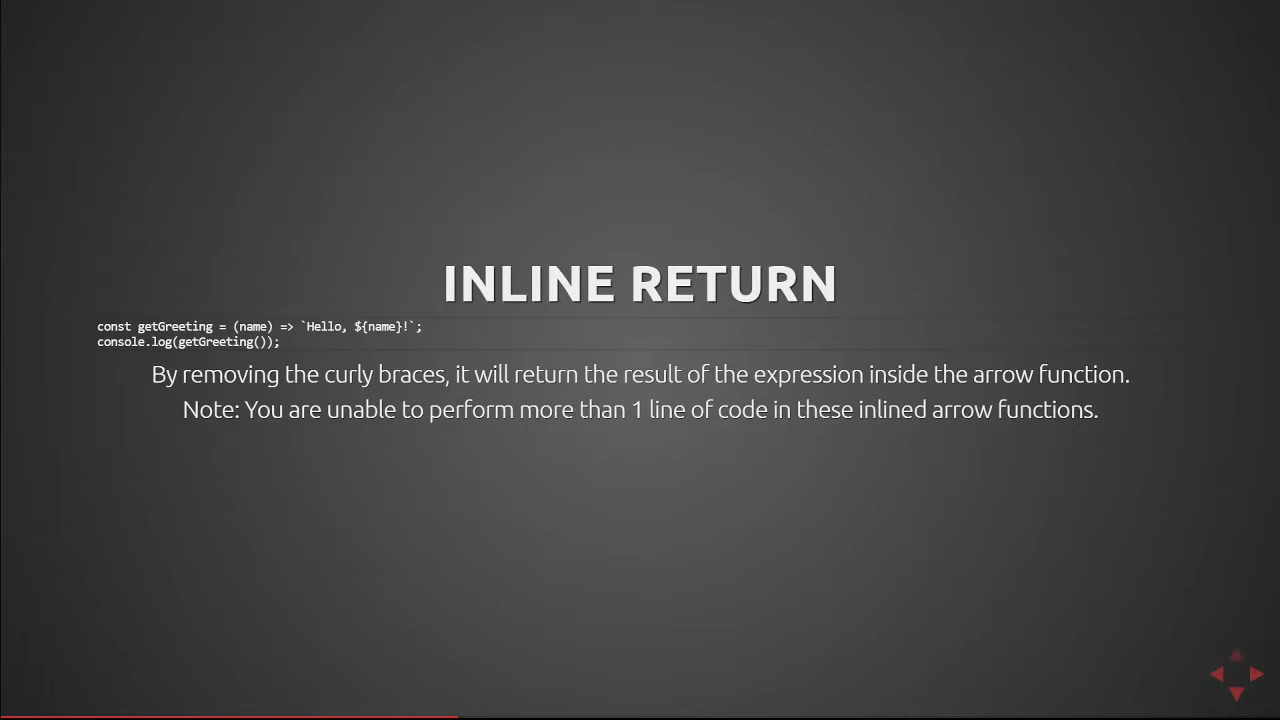 INLINE RETURN
const getGreeting = (name) => `Hello, ${name}!`;
console.log(getGreeting());
By removing the curly braces, it will return the result of the expression inside the arrow function.
Note: You are unable to perform more than 1 line of code in these inlined arrow functions.